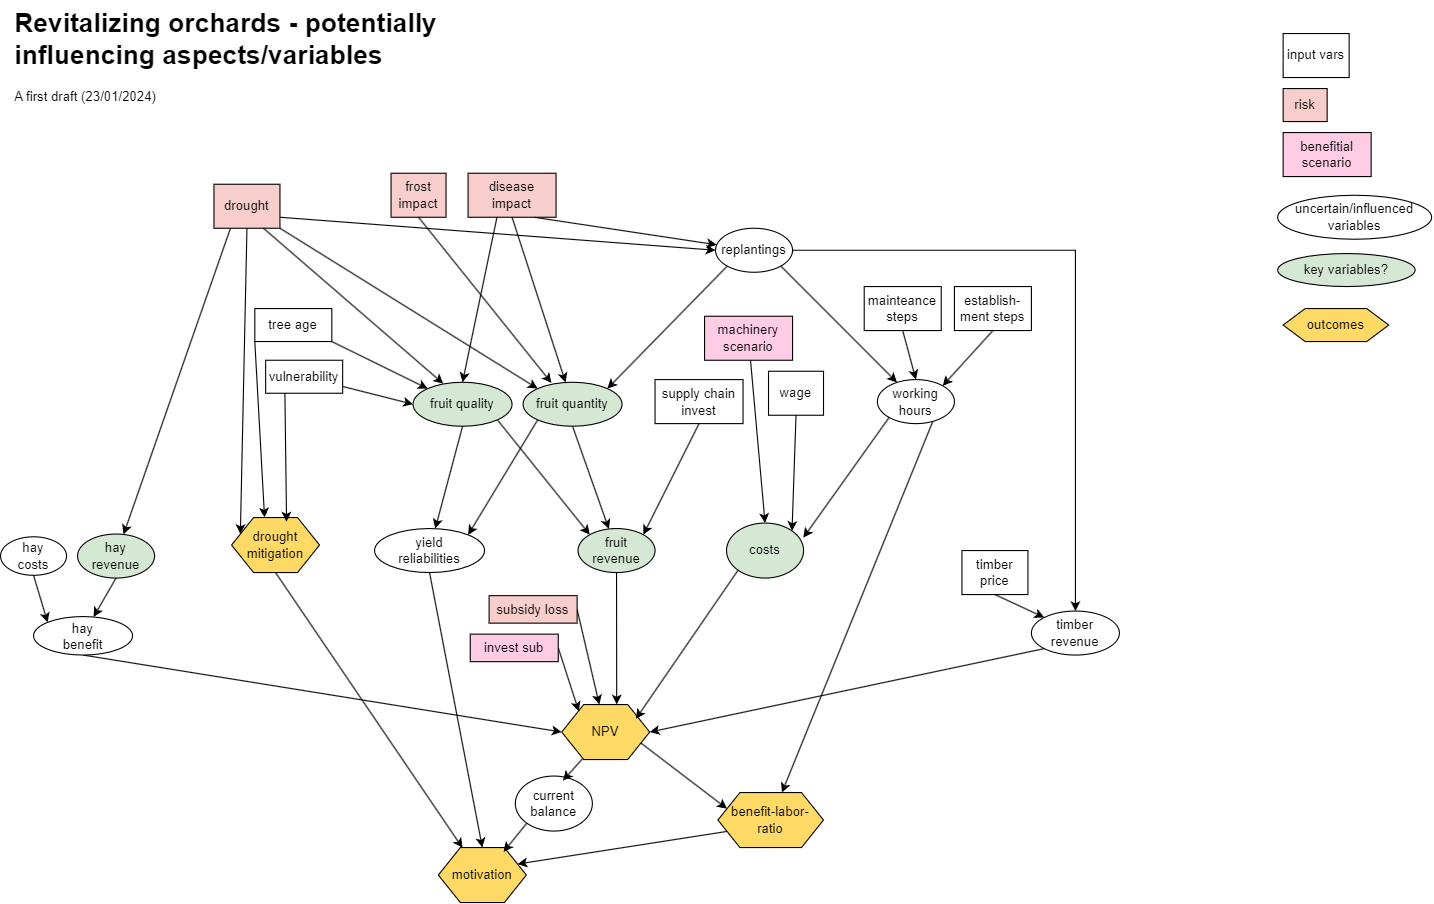 Revitalizing orchards - potentially
influencing aspects/variables
A first draft (23/01/2024)
input vars
risk
benefitial
scenario
uncertain/influenced
variables
key variables?
outcomes
drought
frost
impact
disease
impact
replantings
tree age
vulnerability
machinery
scenario
mainteance
steps
establish-
ment steps
fruit quality
fruit quantity
supply chain
invest
wage
working
hours
hay
costs
hay
revenue
drought
mitigation
yield
reliabilities
fruit
revenue
costs
timber
price
hay
benefit
subsidy loss
invest sub
timber
revenue
NPV
current
balance
benefit-labor-
ratio
motivation